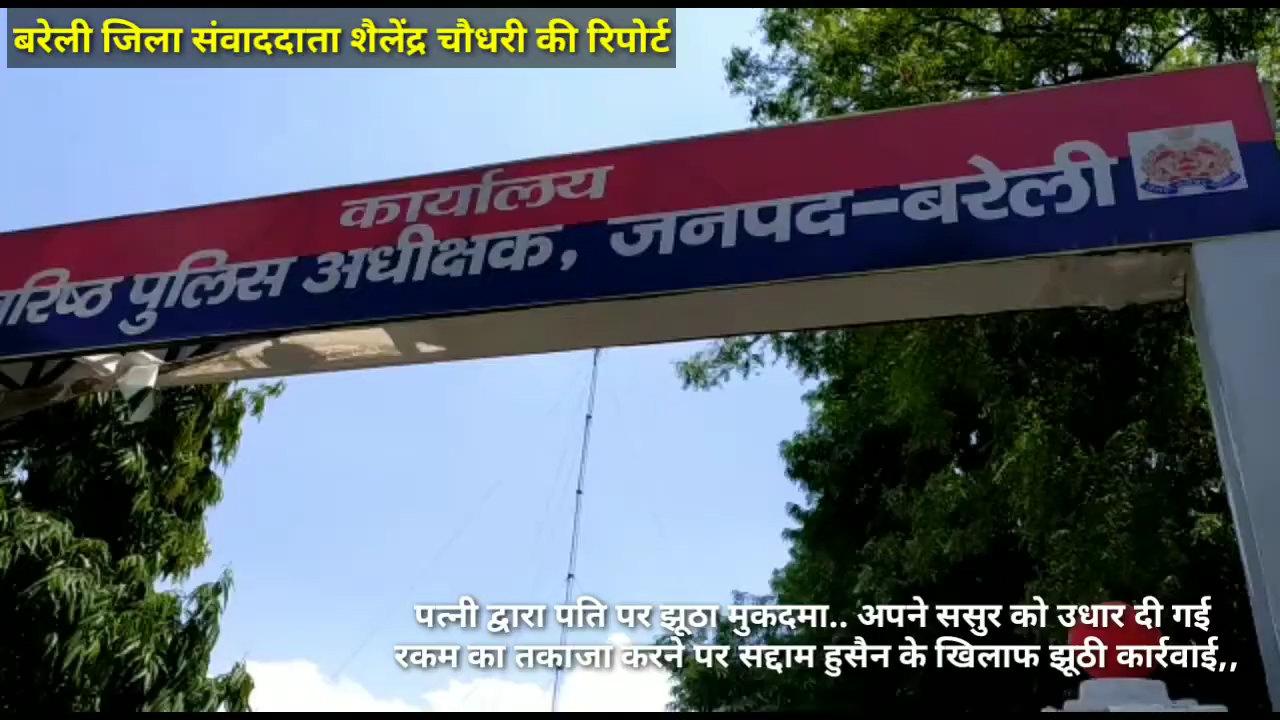 बरेली जिला संवाददाता शैलेंद्र चौधरी की रिपोर्ट
कार्यालय
वरिष्ठ पुलिस अधीक्षक, जनपद-बरेली
पत्नी द्वारा पति पर झूठा मुकदमा.. अपने ससुर को उधार दी गई
रकम का तकाजा करने पर सद्दाम हुसैन के खिलाफ झूठी कार्रवाई,,